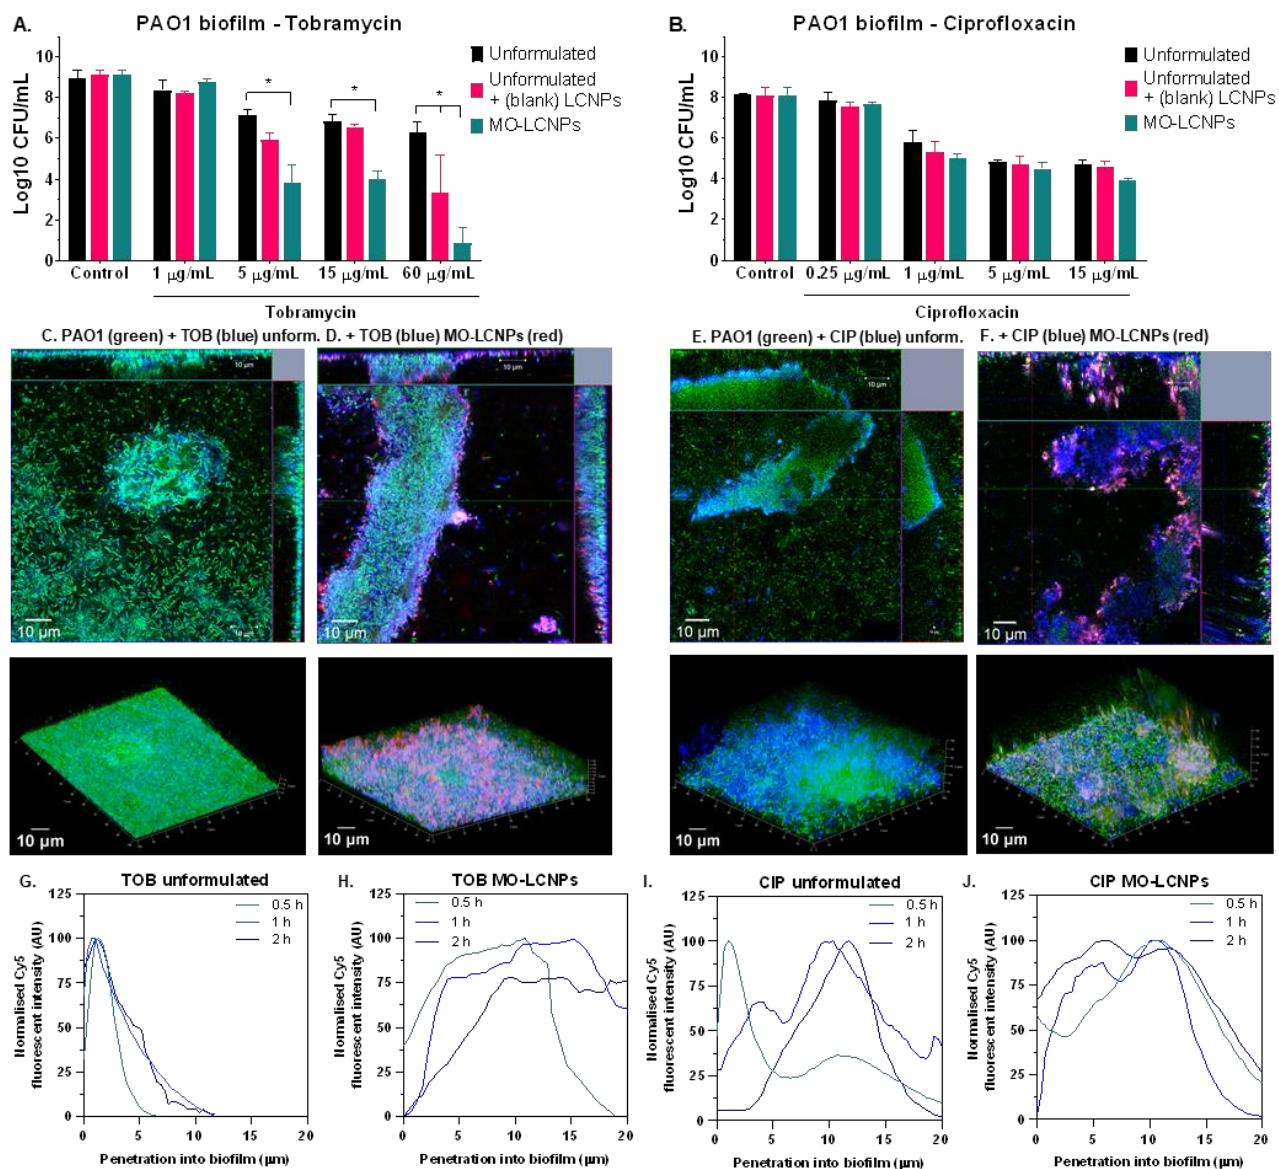 A. PAO1 biofilm - Tobramycin
Log10 CFU/mL
10
8
6
4
2
0
Unformulated
Unformulated
+ (blank) LCNPs
MO-LCNPs
* * *
Control 1 µg/mL 5 µg/mL 15 µg/mL 60 µg/mL
Tobramycin
B. PAO1 biofilm - Ciprofloxacin
Log10 CFU/mL
10
8
6
4
2
0
Unformulated
Unformulated
+ (blank) LCNPs
MO-LCNPs
Control 0.25 µg/mL 1 µg/mL 5 µg/mL 15 µg/mL
Ciprofloxacin
C. PAO1 (green) + TOB (blue) unform. D. + TOB (blue) MO-LCNPs (red)
E. PAO1 (green) + CIP (blue) unform. F. + CIP (blue) MO-LCNPs (red)
10 µm 10 µm 10 µm 10 µm
10 µm 10 µm 10 µm 10 µm
10 µm 10 µm 10 µm 10 µm
G. TOB unformulated
Normalised Cy5
fluorescent intensity (AU)
125
100
75
50
25
0
0.5 h
1 h
2 h
0 5 10 15 20
Penetration into biofilm (µm)
H. TOB MO-LCNPs
Normalised Cy5
fluorescent intensity (AU)
125
100
75
50
25
0
0.5 h
1 h
2 h
0 5 10 15 20
Penetration into biofilm (µm)
I. CIP unformulated
Normalised Cy5
fluorescent intensity (AU)
125
100
75
50
25
0
0.5 h
1 h
2 h
0 5 10 15 20
Penetration into biofilm (µm)
J. CIP MO-LCNPs
Normalised Cy5
fluorescent intensity (AU)
125
100
75
50
25
0
0.5 h
1 h
2 h
0 5 10 15 20
Penetration into biofilm (µm)